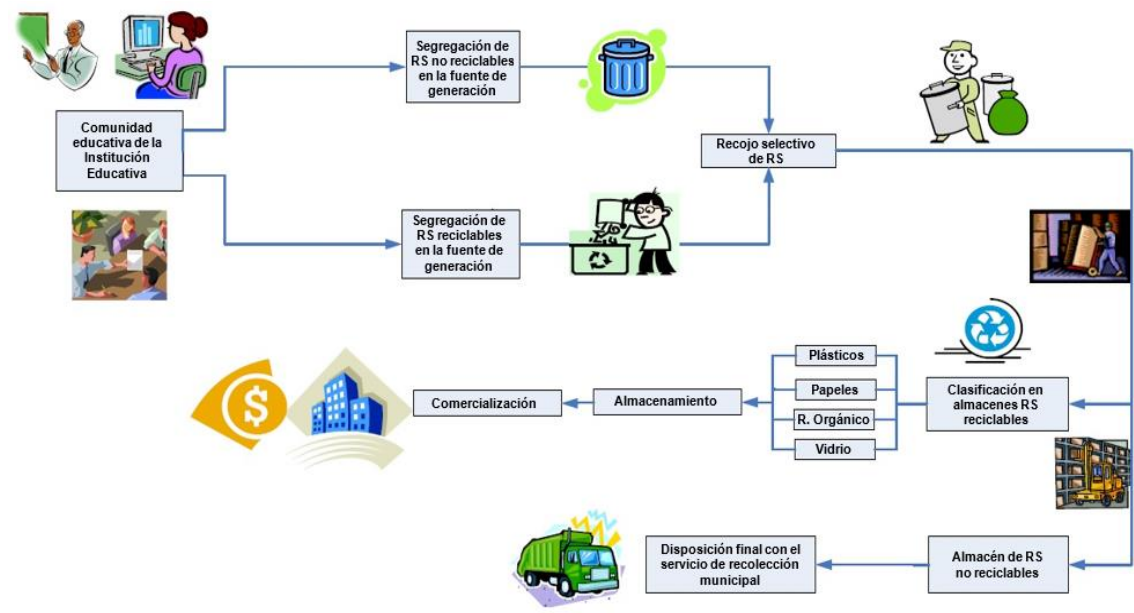 Segregación de
RS no reciclables
en la fuente de
generación
Comunidad
educativa de la
Institución
Educativa
Recojo selectivo
de RS
Segregación de
RS reciclables
en la fuente de
generación
Plásticos
Papeles
R. Orgánico
Vidrio
Clasificación en
almacenes RS
reciclables
Almacenamiento
Comercialización
$
Disposición final con el
servicio de recolección
municipal
Almacén de RS
no reciclables